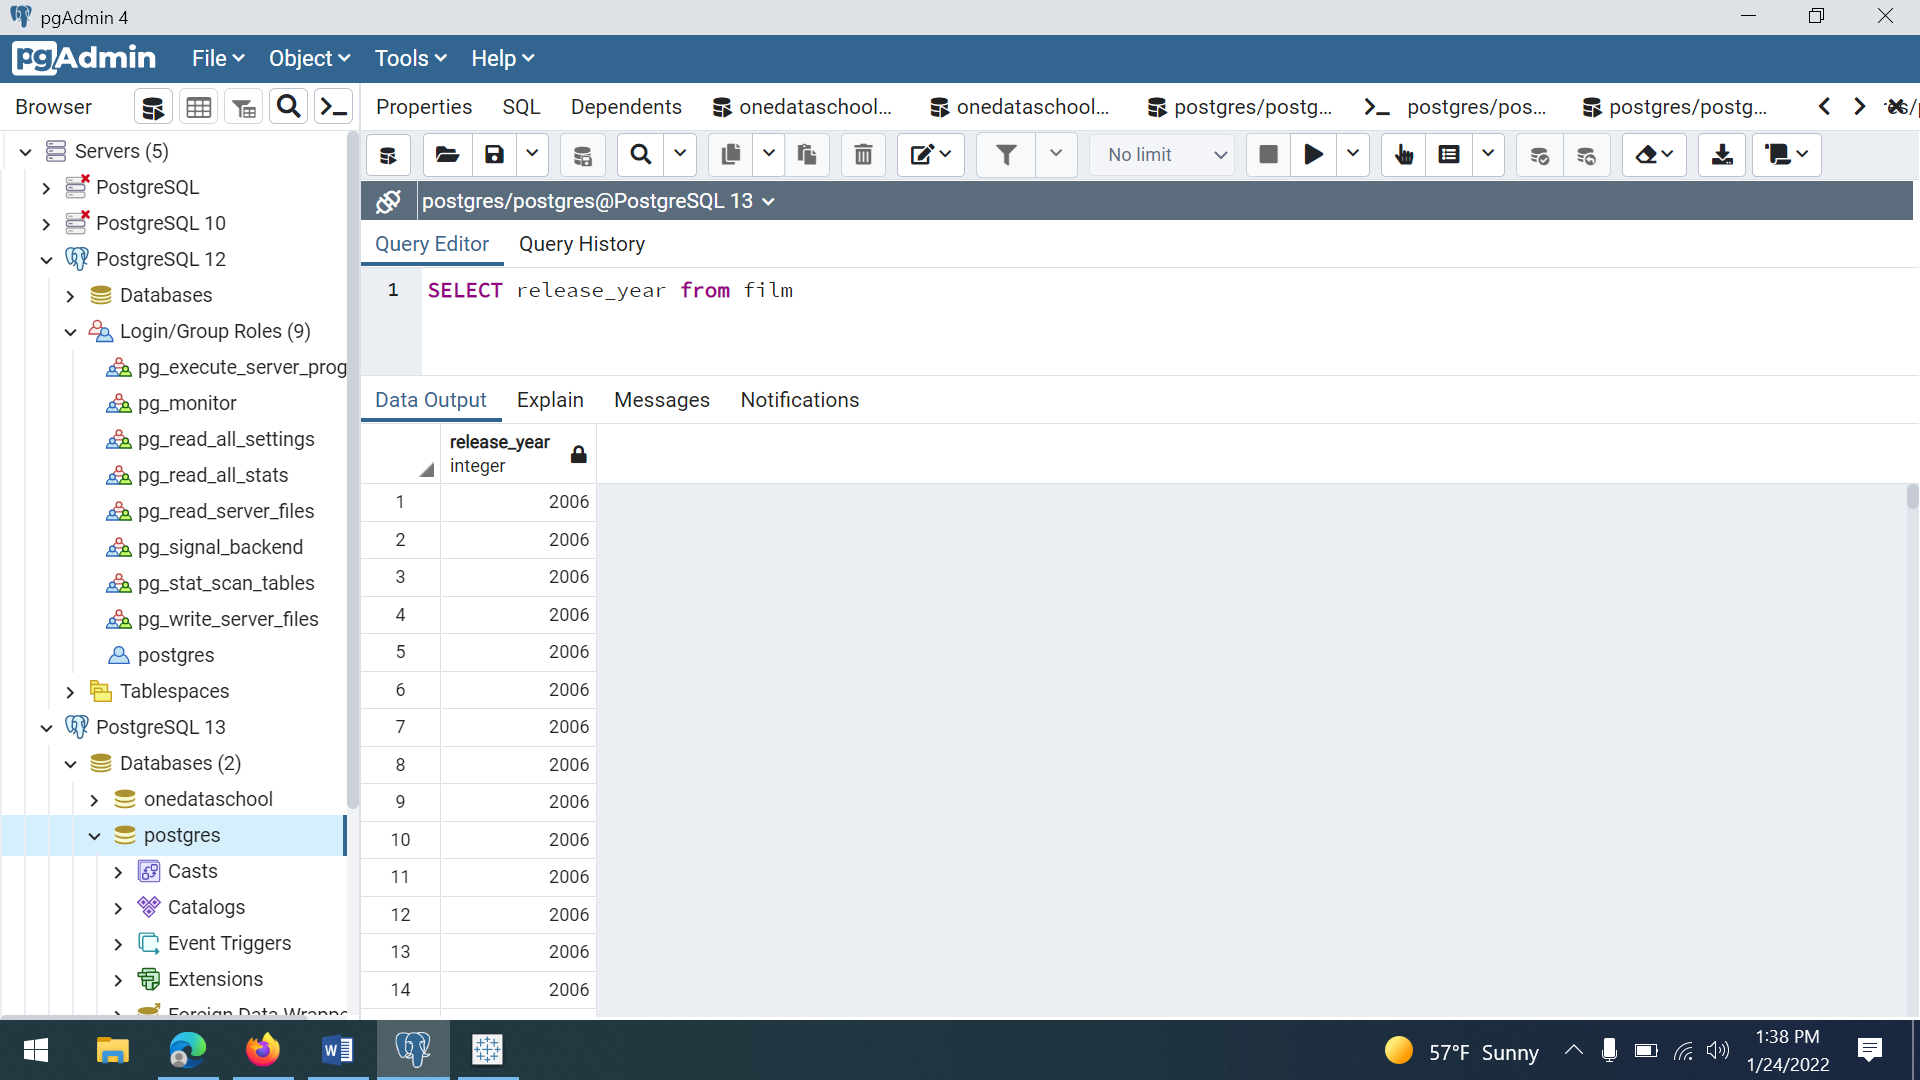 pgAdmin 4
pgAdmin File Object Tools Help
Browser Properties SQL Dependents onedataschool... onedataschool... postgres/postg... postgres/pos... postgres/postg...
No limit
postgres/postgres@PostgreSQL 13
Query Editor Query History
1 SELECT release_year from film
Servers (5)
PostgreSQL
PostgreSQL 10
PostgreSQL 12
Databases
Login/Group Roles (9)
pg_execute_server_prog
pg_monitor
pg_read_all_settings
pg_read_all_stats
pg_read_server_files
pg_signal_backend
pg_stat_scan_tables
pg_write_server_files
postgres
Tablespaces
PostgreSQL 13
Databases (2)
onedataschool
postgres
Casts
Catalogs
Event Triggers
Extensions
Foreign Data Wrappe
Data Output Explain Messages Notifications
release_year
integer
1 2006
2 2006
3 2006
4 2006
5 2006
6 2006
7 2006
8 2006
9 2006
10 2006
11 2006
12 2006
13 2006
14 2006
57°F Sunny
1:38 PM
1/24/2022